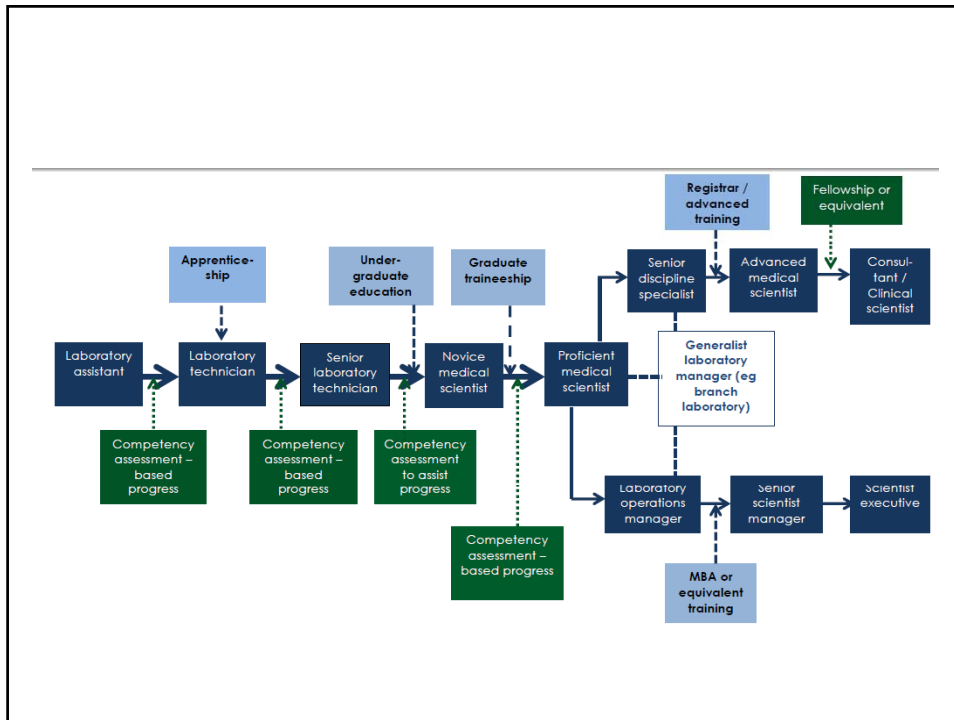 Registrar /
advanced
training
Fellowship or
equivalent
Apprentice-
ship
Under-
graduate
education
Graduate
traineeship
Senior
discipline
specialist
Advanced
medical
scientist
Consul-
tant /
Clinical
scientist
Laboratory
assistant
Laboratory
technician
Senior
laboratory
technician
Novice
medical
scientist
Proficient
medical
scientist
Generalist
laboratory
manager (eg
branch
laboratory)
Competency
assessment –
based
progress
Competency
assessment –
based
progress
Competency
assessment
to assist
progress
Competency
assessment –
based progress
Laboratory
operations
manager
Senior
scientist
manager
Scientist
executive
MBA or
equivalent
training